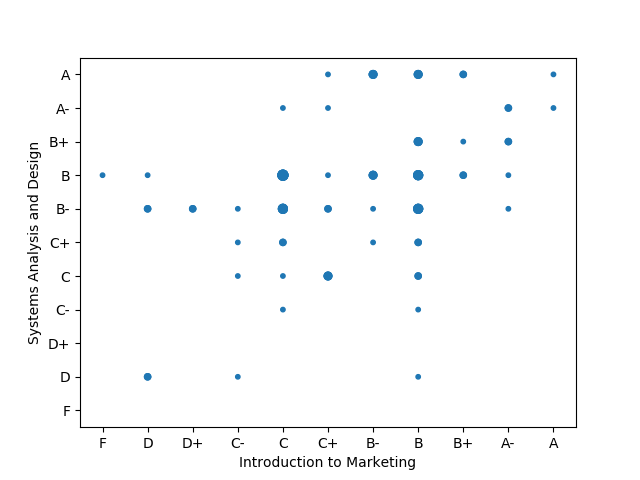 A
A-
B+
B
B-
C+
C
C-
D+
D
F
Systems Analysis and Design
F D D+ C- C C+ B- B B+ A- A
Introduction to Marketing